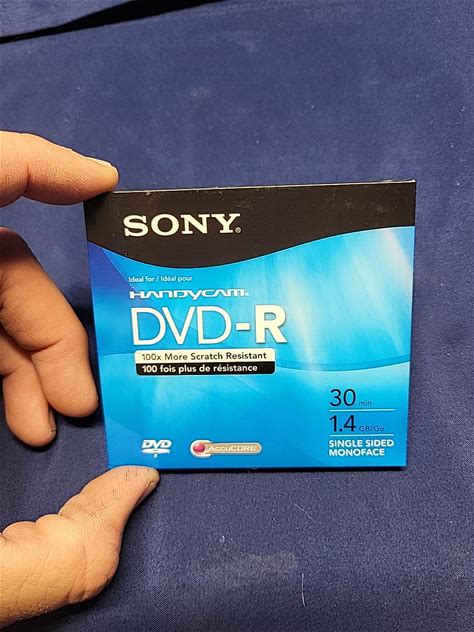 SONY®
Ideal for / Idéal pour
HANDYCAM®
DVD-R
100x More Scratch Resistant
100 fois plus de résistance
30 min
1.4 GB/Go
SINGLE SIDED
MONOFACE
DVD
R
AccuCORE